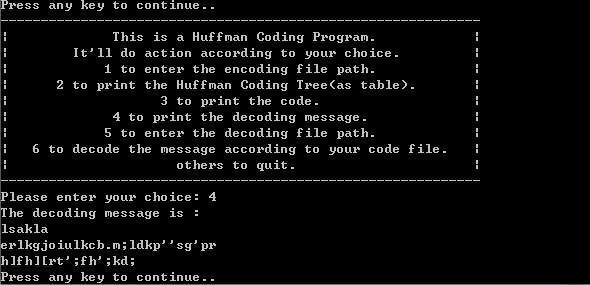 Press any key to continue..
This is a Huffman Coding Program.
It'll do action according to your choice.
1 to enter the encoding file path.
2 to print the Huffman Coding Tree(as table).
3 to print the code.
4 to print the decoding message.
5 to enter the decoding file path.
6 to decode the message according to your code file.
others to quit.
Please enter your choice: 4
The decoding message is :
lsakla
erlkgjoiulkcb.m;ldkp''sg'pr
h]fh][rt';fh';kd;
Press any key to continue..